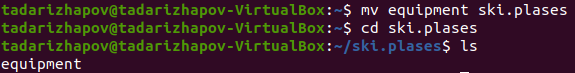 tadarizhapov@tadarizhapov-VirtualBox:~$ mv equipment ski.plases
tadarizhapov@tadarizhapov-VirtualBox:~$ cd ski.plases
tadarizhapov@tadarizhapov-VirtualBox:~/ski.plases$ ls
equipment